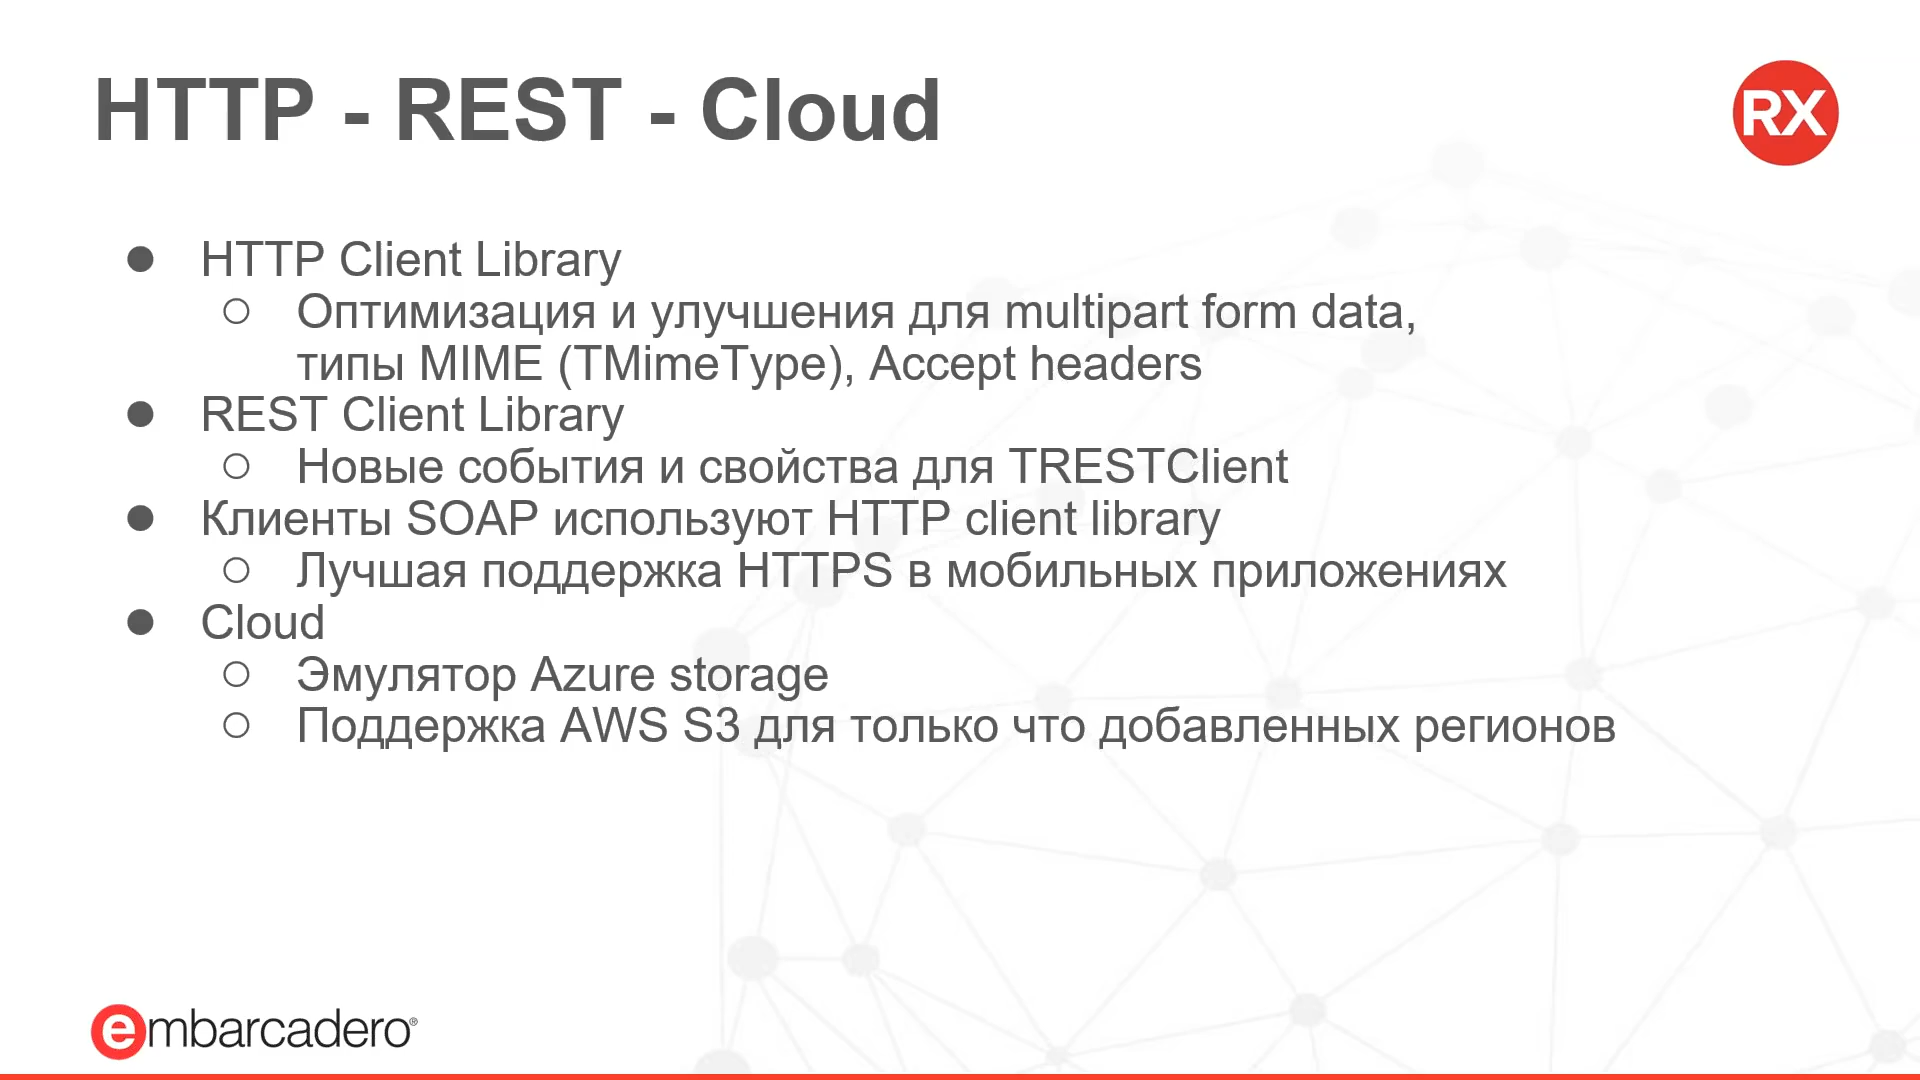 HTTP - REST - Cloud
RX
● HTTP Client Library
○ Оптимизация и улучшения для multipart form data,
типы MIME (TMimeType), Accept headers
● REST Client Library
○ Новые события и свойства для TRESTClient
● Клиенты SOAP используют HTTP client library
○ Лучшая поддержка HTTPS в мобильных приложениях
● Cloud
○ Эмулятор Azure storage
○ Поддержка AWS S3 для только что добавленных регионов
embarcadero®